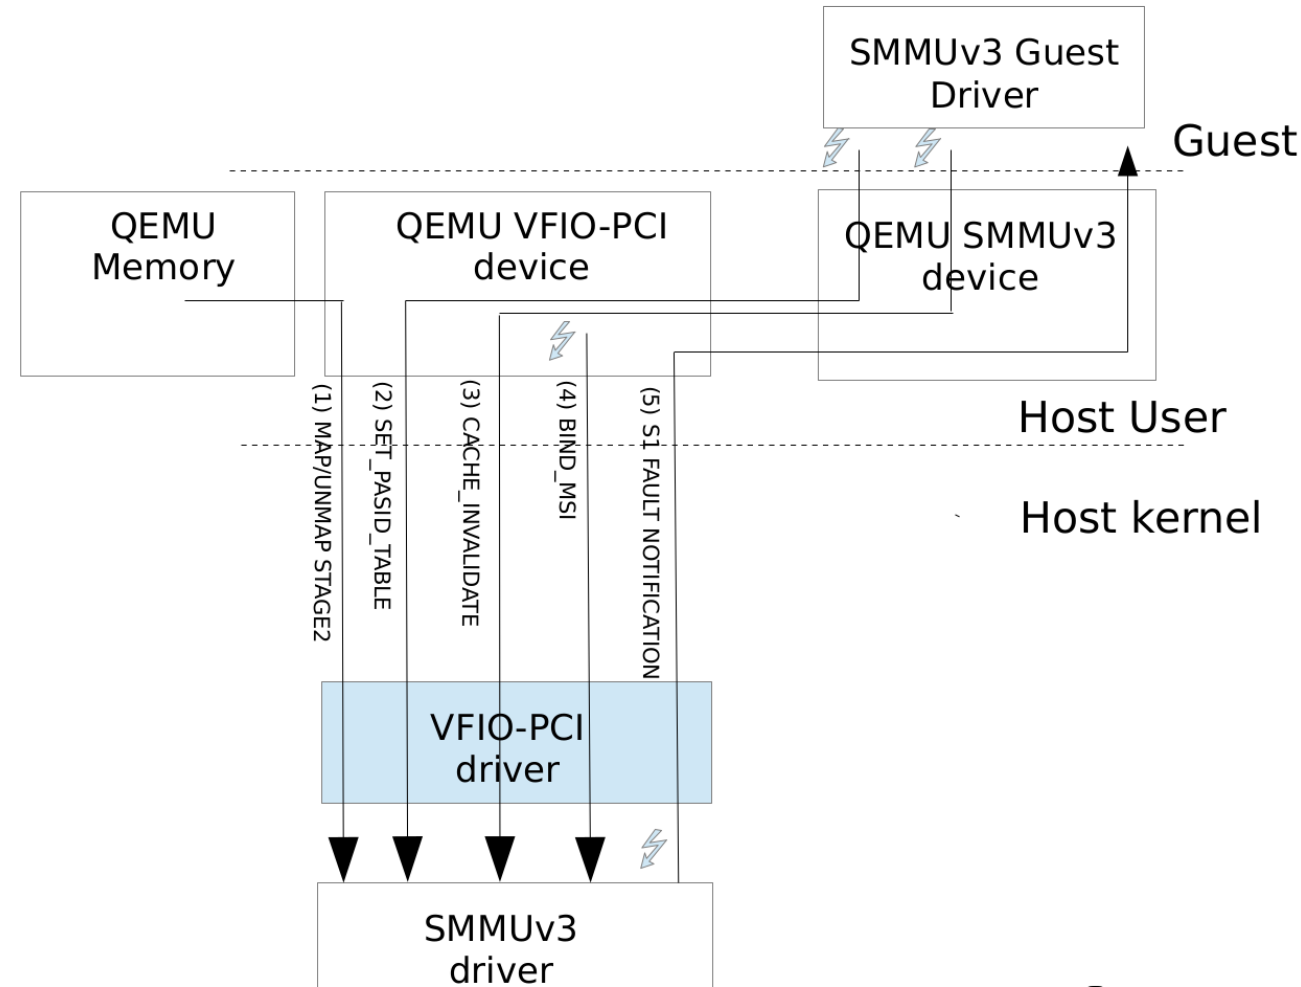 SMMUv3 Guest
Driver
Guest
QEMU
Memory
QEMU VFIO-PCI
device
QEMU SMMUv3
device
Host User
(1) MAP/UNMAP STAGE2
(2) SET_PASID_TABLE
(3) CACHE_INVALIDATE
(4) BIND_MSI
(5) S1 FAULT NOTIFICATION
Host kernel
VFIO-PCI
driver
SMMUv3
driver